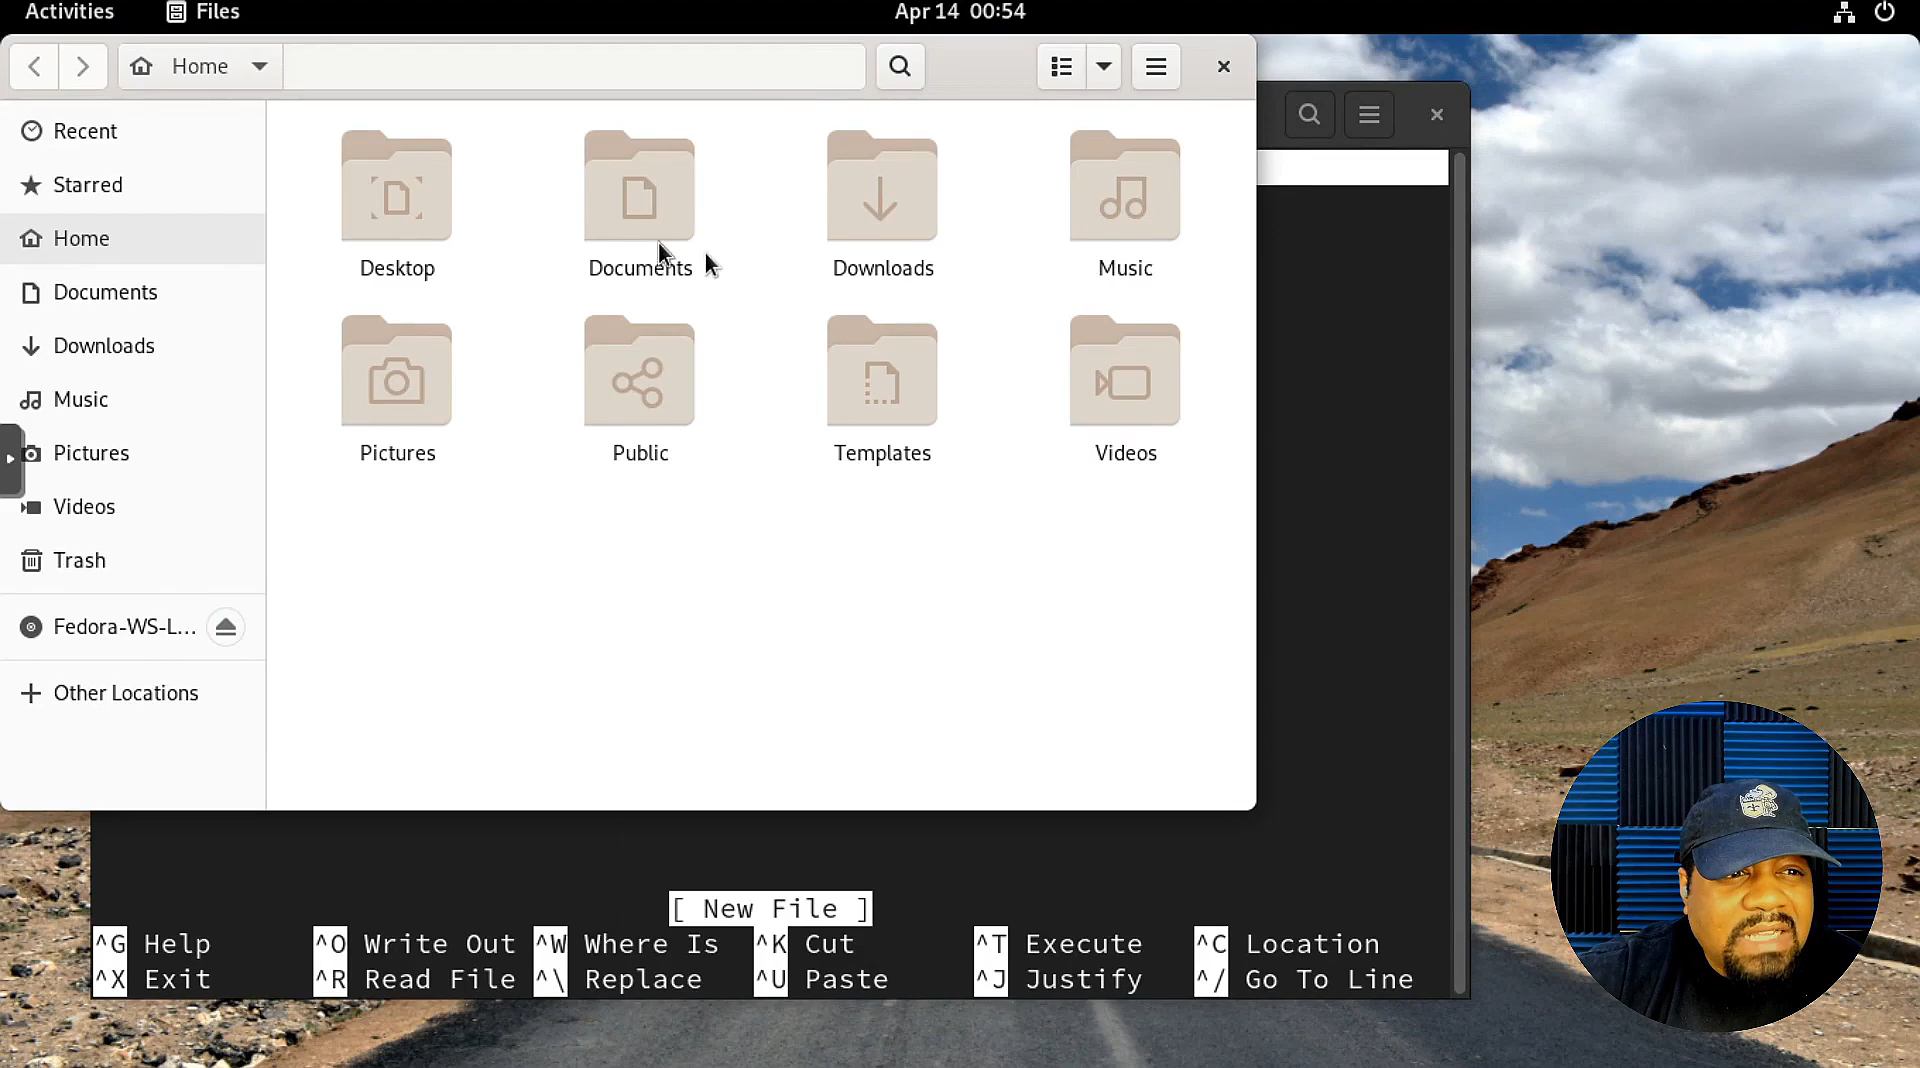 Activities Files Apr 14 00:54
Home
Recent
Starred
Home
Documents
Downloads
Music
Pictures
Videos
Trash
Fedora-WS-L...
Other Locations
Desktop Documents Downloads Music
Pictures Public Templates Videos
[ New File ]
^G Help ^O Write Out ^W Where Is ^K Cut ^T Execute ^C Location
^X Exit ^R Read File ^\ Replace ^U Paste ^J Justify ^/ Go To Line